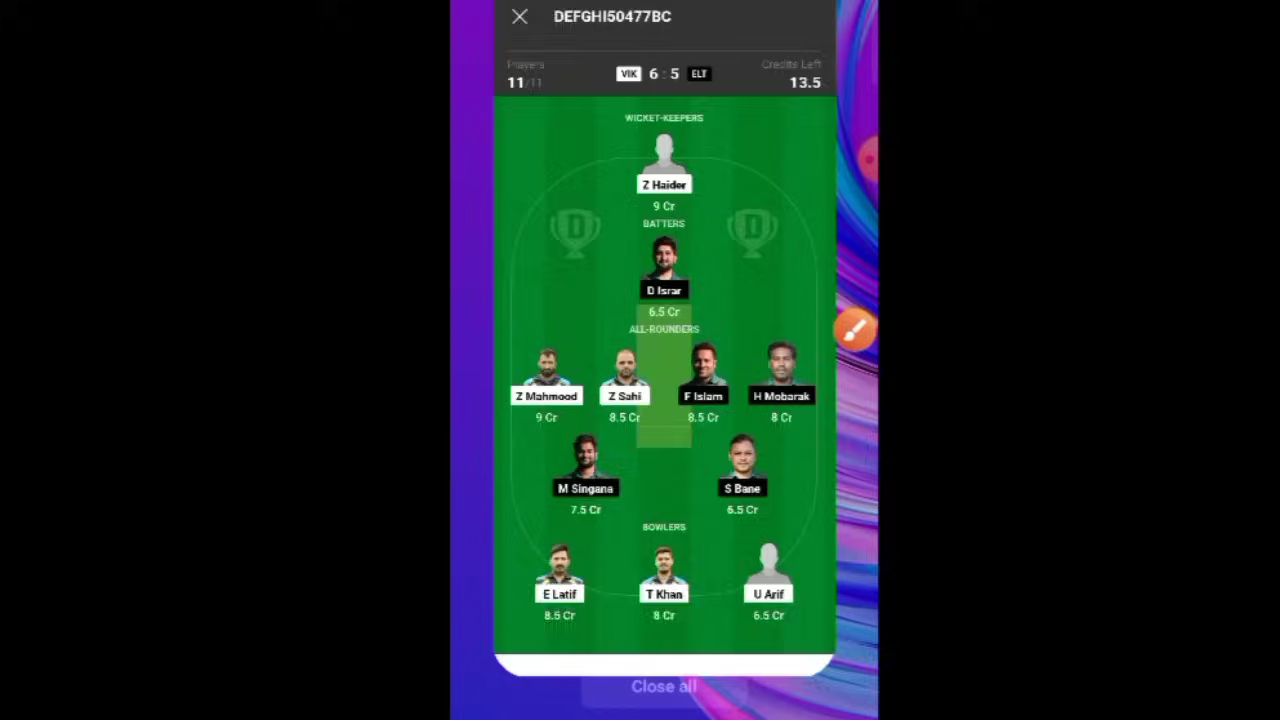 DEFGHI50477BC
Players
Credits Left
11/11
VIK 6 : 5 ELT
13.5
WICKET-KEEPERS
Z Haider
9 Cr
D
D
BATTERS
D Israr
6.5 Cr
ALL-ROUNDERS
Z Mahmood
Z Sahi
F Islam
H Mobarak
9 Cr
8.5 Cr
8.5 Cr
8 Cr
M Singana
S Bane
7.5 Cr
6.5 Cr
BOWLERS
E Latif
T Khan
U Arif
8.5 Cr
8 Cr
6.5 Cr
Close all